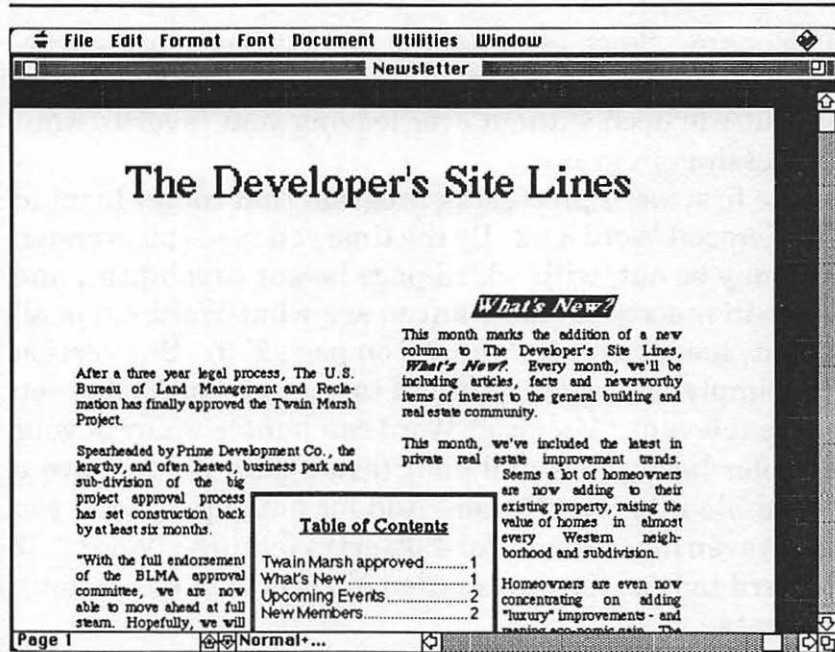 File Edit Format Font Document Utilities Window
Newsletter
The Developer's Site Lines
After a three year legal process, The U.S.
Bureau of Land Management and Recla-
mation has finally approved the Twain Marsh
Project.
Spearheaded by Prime Development Co., the
lengthy, and often heated, business park and
sub-division of the big
project approval process
has set construction back
by at least six months.
"With the full endorsement
of the BLMA approval
committee, we are now
able to move ahead at full
steam. Hopefully, we will
Table of Contents
Twain Marsh approved..............1
What's New..............1
Upcoming Events..............2
New Members..............2
What's New?
This month marks the addition of a new
column to The Developer's Site Lines,
What's New?. Every month, we'll be
including articles, facts and newsworthy
items of interest to the general building and
real estate community.
This month, we've included the latest in
private real estate improvement trends.
Seems a lot of homeowners
are now adding to their
existing property, raising the
value of homes in almost
every Western neigh-
borhood and subdivision.
Homeowners are even now
concentrating on adding
"luxury" improvements - and
reaping eco-nomic gain. The
Page 1
Normal+...